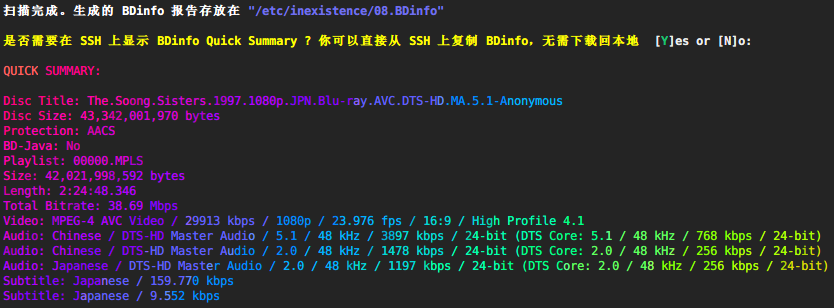 扫描完成。生成的 BDinfo 报告存放在 "/etc/inexistence/08.BDinfo"
是否需要在 SSH 上显示 BDinfo Quick Summary ? 你可以直接从 SSH 上复制 BDinfo，无需下载回本地  [Y]es or [N]o:
QUICK SUMMARY:
Disc Title: The.Soong.Sisters.1997.1080p.JPN.Blu-ray.AVC.DTS-HD.MA.5.1-Anonymous
Disc Size: 43,342,001,970 bytes
Protection: AACS
BD-Java: No
Playlist: 00000.MPLS
Size: 42,021,998,592 bytes
Length: 2:24:48.346
Total Bitrate: 38.69 Mbps
Video: MPEG-4 AVC Video / 29913 kbps / 1080p / 23.976 fps / 16:9 / High Profile 4.1
Audio: Chinese / DTS-HD Master Audio / 5.1 / 48 kHz / 3897 kbps / 24-bit (DTS Core: 5.1 / 48 kHz / 768 kbps / 24-bit)
Audio: Chinese / DTS-HD Master Audio / 2.0 / 48 kHz / 1478 kbps / 24-bit (DTS Core: 2.0 / 48 kHz / 256 kbps / 24-bit)
Audio: Japanese / DTS-HD Master Audio / 2.0 / 48 kHz / 1197 kbps / 24-bit (DTS Core: 2.0 / 48 kHz / 256 kbps / 24-bit)
Subtitle: Japanese / 159.770 kbps
Subtitle: Japanese / 9.552 kbps